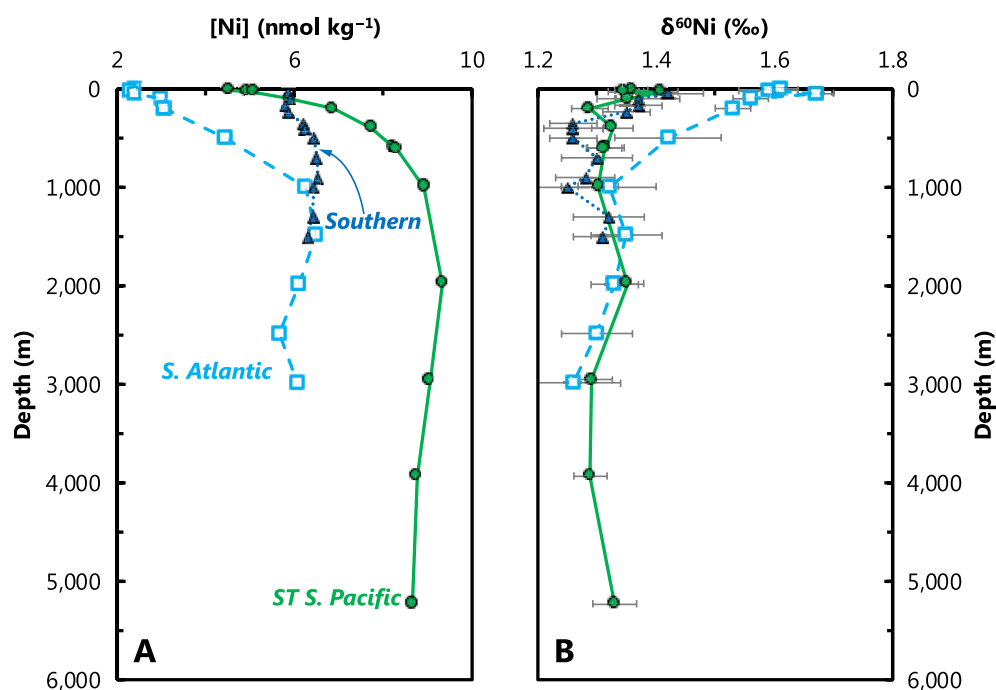 [Ni] (nmol kg⁻¹)
2 6 10
0
1,000
2,000
3,000
4,000
5,000
6,000
Depth (m)
Southern
S. Atlantic
ST S. Pacific
A
δ⁶⁰Ni (‰)
1.2 1.4 1.6 1.8
B
0
1,000
2,000
3,000
4,000
5,000
6,000
Depth (m)